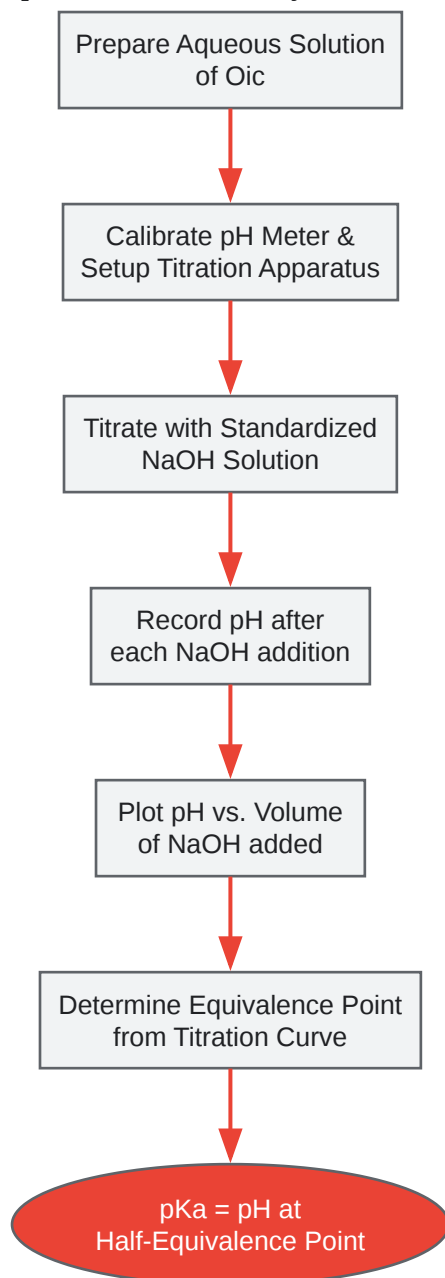 Prepare Aqueous Solution
of Oic
Calibrate pH Meter &
Setup Titration Apparatus
Titrate with Standardized
NaOH Solution
Record pH after
each NaOH addition
Plot pH vs. Volume
of NaOH added
Determine Equivalence Point
from Titration Curve
pKa = pH at
Half-Equivalence Point